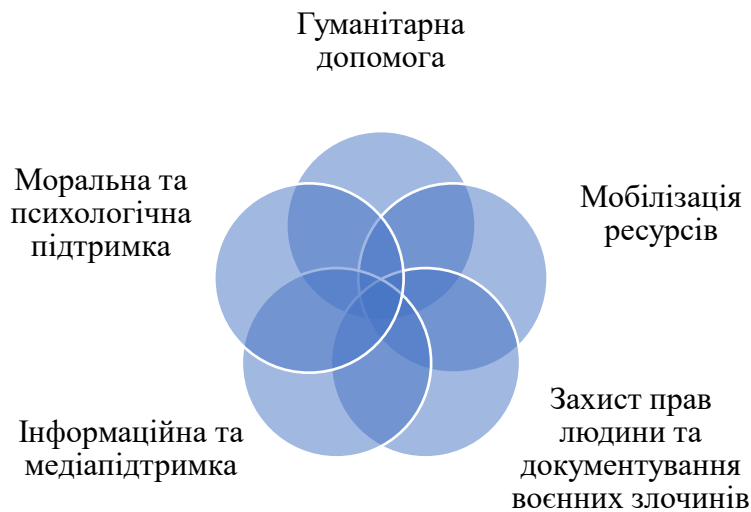 Гуманітарна
допомога
Моральна та
психологічна
підтримка
Мобілізація
ресурсів
Інформаційна та
медіапідтримка
Захист прав
людини та
документування
воєнних злочинів